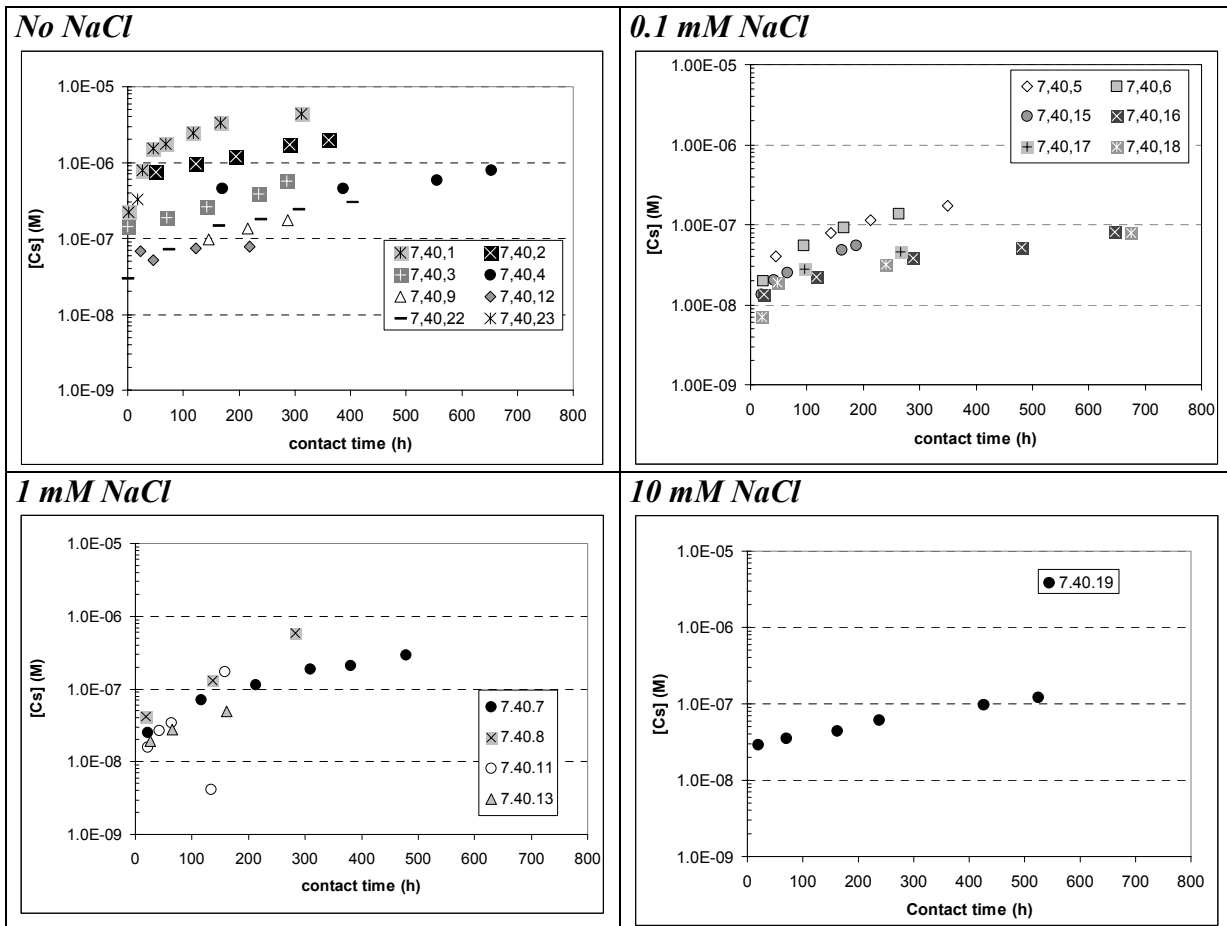 No NaCl
1.0E-05
1.0E-06
1.0E-07
1.0E-08
1.0E-09
[Cs] (M)
0 100 200 300 400 500 600 700 800
contact time (h)
7,40,1 7,40,2
7,40,3 7,40,4
7,40,9 7,40,12
7,40,22 7,40,23
0.1 mM NaCl
1.00E-05
1.00E-06
1.00E-07
1.00E-08
1.00E-09
[Cs] (M)
0 100 200 300 400 500 600 700 800
contact time (h)
7,40,5 7,40,6
7,40,15 7,40,16
7,40,17 7,40,18
1 mM NaCl
1.0E-05
1.0E-06
1.0E-07
1.0E-08
1.0E-09
[Cs] (M)
0 100 200 300 400 500 600 700 800
contact time (h)
7.40.7
7.40.8
7.40.11
7.40.13
10 mM NaCl
1.0E-05
1.0E-06
1.0E-07
1.0E-08
1.0E-09
[Cs] (M)
0 100 200 300 400 500 600 700 800
Contact time (h)
7.40.19